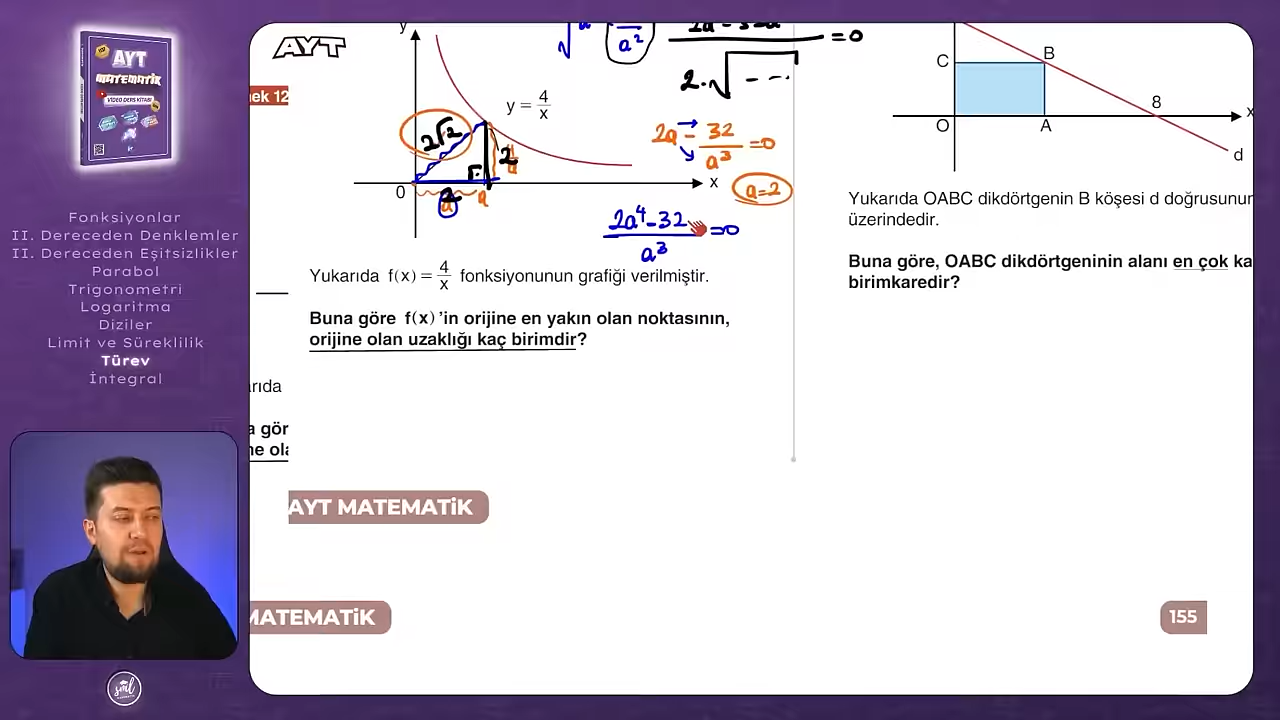 AYT
MATEMATİK
VİDEO DERS KİTABI
Fonksiyonlar
II. Dereceden Denklemler
II. Dereceden Eşitsizlikler
Parabol
Trigonometri
Logaritma
Diziler
Limit ve Süreklilik
Türev
İntegral
sml
AYT
ek 12
y
y = 4/x
2√2
2
0
a
x
a²
=0
2·√---
2a - 32/a³ =0
a=2
2a⁴-32/a³ =0
Yukarıda f(x) = 4/x fonksiyonunun grafiği verilmiştir.
Buna göre f(x)'in orijine en yakın olan noktasının,
orijine olan uzaklığı kaç birimdir?
arıda
a gör
ne ola
AYT MATEMATİK
MATEMATİK
C
B
8
O
A
x
d
Yukarıda OABC dikdörtgenin B köşesi d doğrusunun
üzerindedir.
Buna göre, OABC dikdörtgeninin alanı en çok ka
birimkaredir?
155